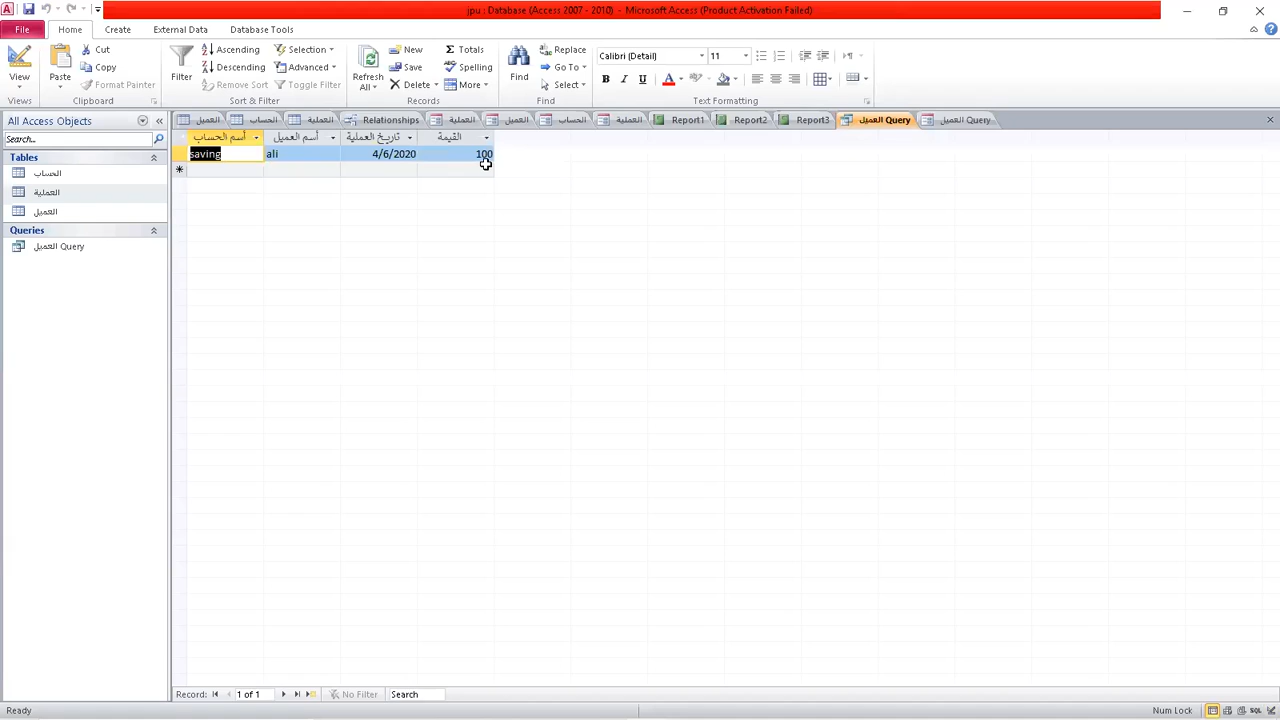 jpu : Database (Access 2007 - 2010) - Microsoft Access (Product Activation Failed)
File Home Create External Data Database Tools
View
Views
Paste
Cut
Copy
Format Painter
Clipboard
Filter
Ascending
Descending
Remove Sort
Selection
Advanced
Toggle Filter
Sort & Filter
Refresh All
New
Save
Delete
Totals
Spelling
More
Records
Find
Replace
Go To
Select
Find
Calibri (Detail) 11
B I U A
Text Formatting
All Access Objects
Search...
Tables
الحساب
العملية
العميل
Queries
العميل Query
العميل الحساب العملية Relationships العملية العميل الحساب العملية Report1 Report2 Report3 العميل Query العميل Query
أسم الحساب أسم العميل تاريخ العملية القيمة
saving ali 4/6/2020 100
Record: 1 of 1 No Filter Search
Ready Num Lock SQL